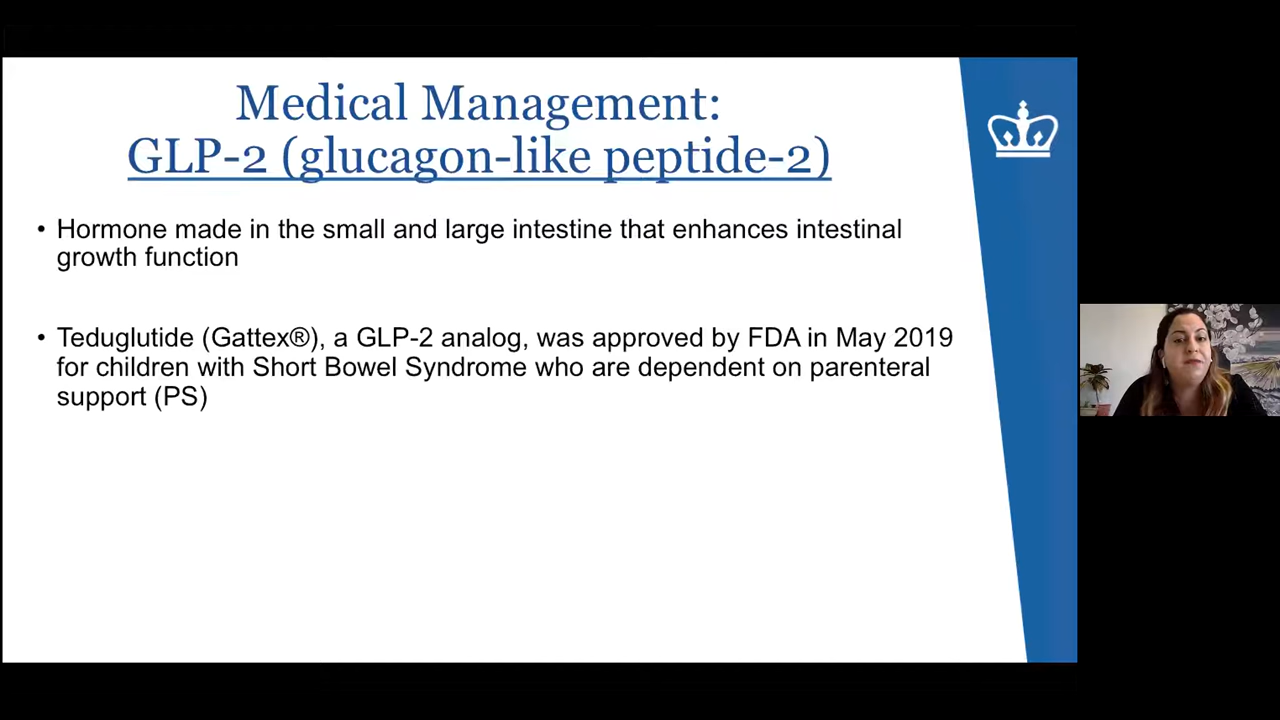 Medical Management:
GLP-2 (glucagon-like peptide-2)
• Hormone made in the small and large intestine that enhances intestinal
growth function
• Teduglutide (Gattex®), a GLP-2 analog, was approved by FDA in May 2019
for children with Short Bowel Syndrome who are dependent on parenteral
support (PS)